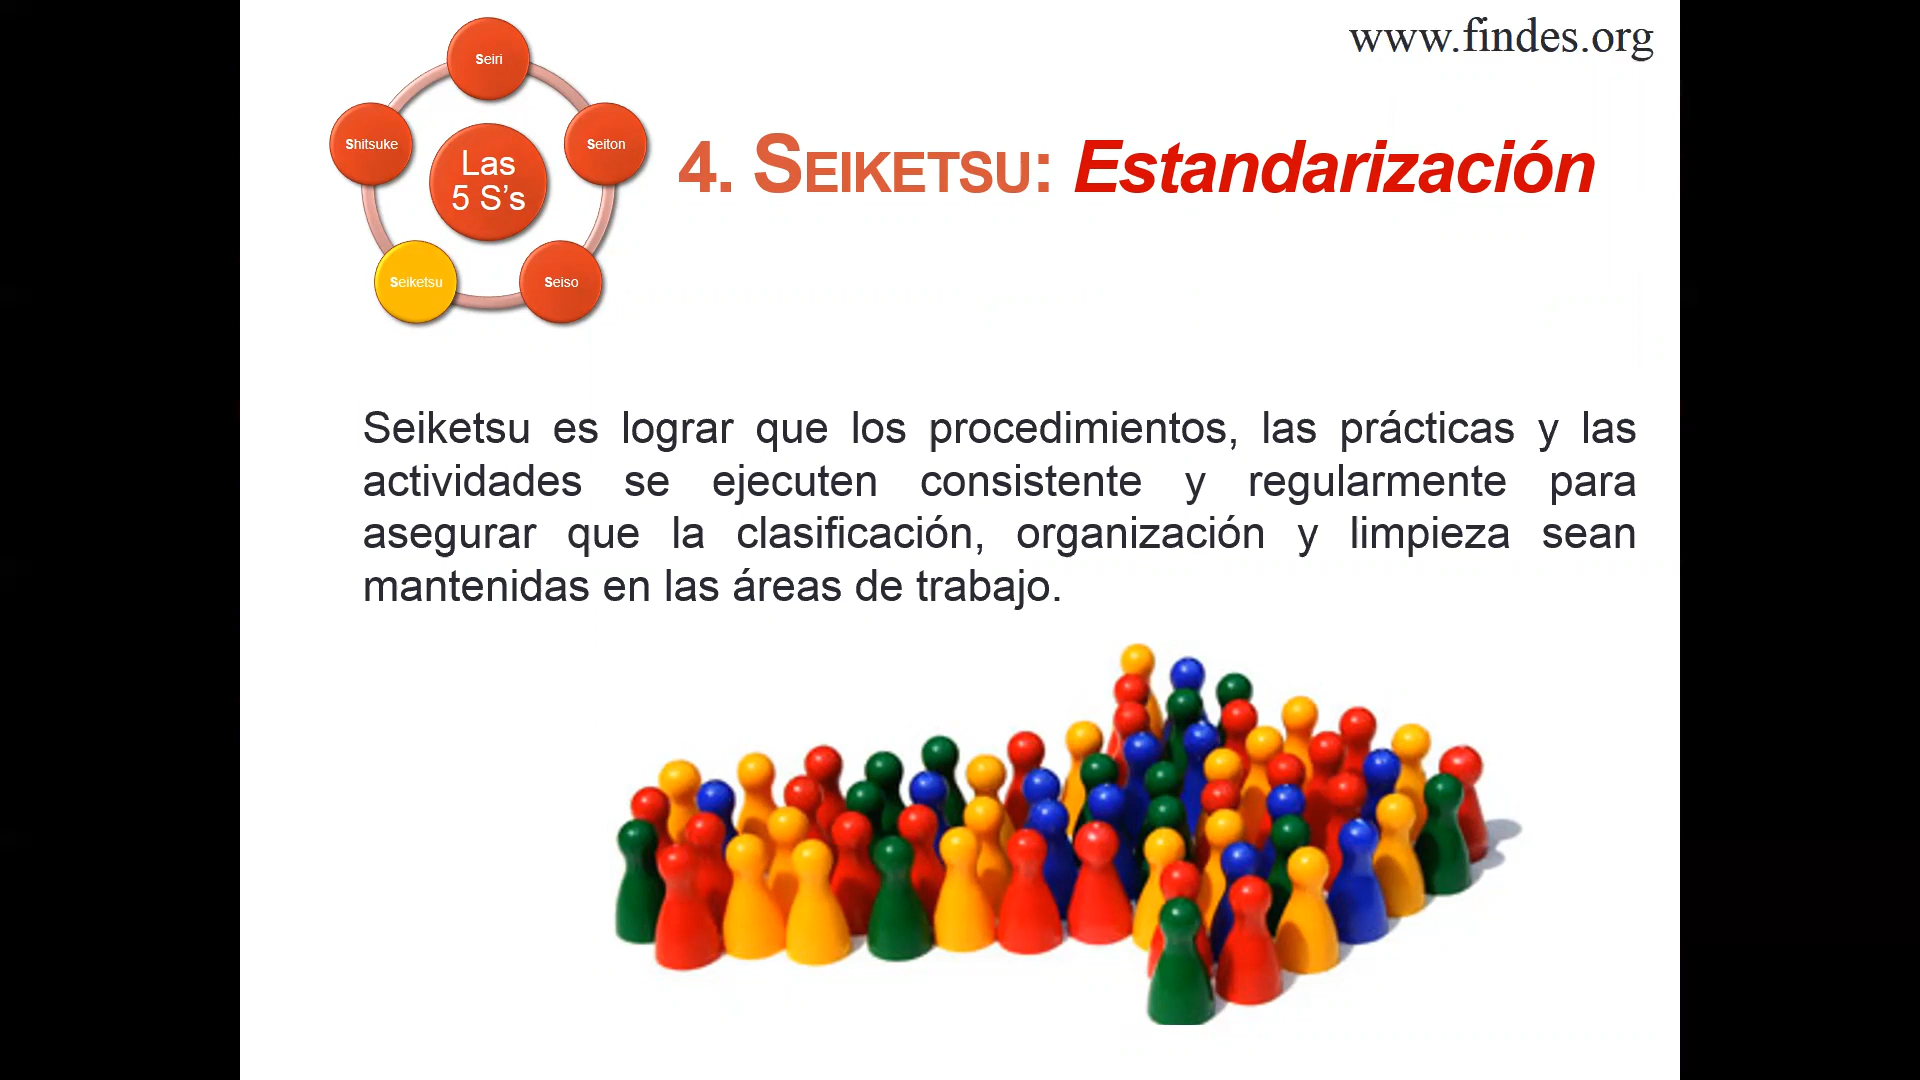 www.findes.org
Seiri
Shitsuke
Seiton
Las
5 S’s
Seiketsu
Seiso
4. SEIKETSU: Estandarización
Seiketsu es lograr que los procedimientos, las prácticas y las
actividades se ejecuten consistente y regularmente para
asegurar que la clasificación, organización y limpieza sean
mantenidas en las áreas de trabajo.